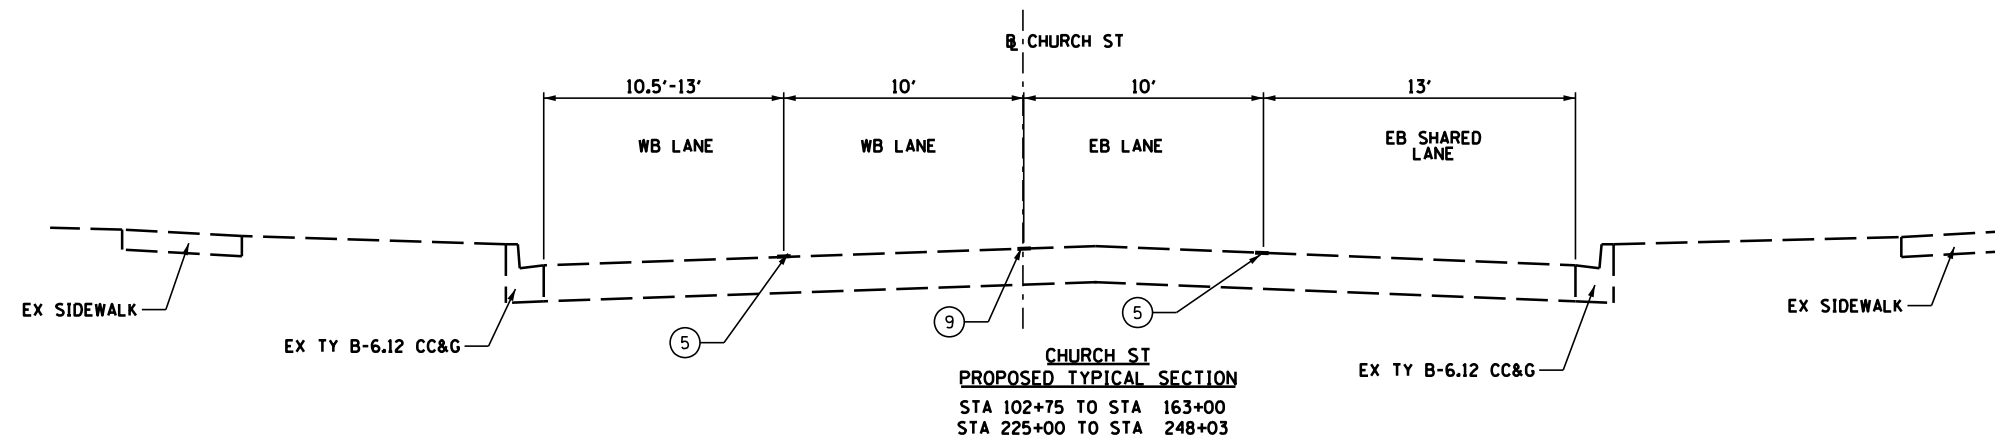 ℄ CHURCH ST
10.5'-13'
10'
10'
13'
WB LANE
WB LANE
EB LANE
EB SHARED
LANE
EX SIDEWALK
EX TY B-6.12 CC&G
5
9
5
EX SIDEWALK
EX TY B-6.12 CC&G
CHURCH ST
PROPOSED TYPICAL SECTION
STA 102+75 TO STA 163+00
STA 225+00 TO STA 248+03